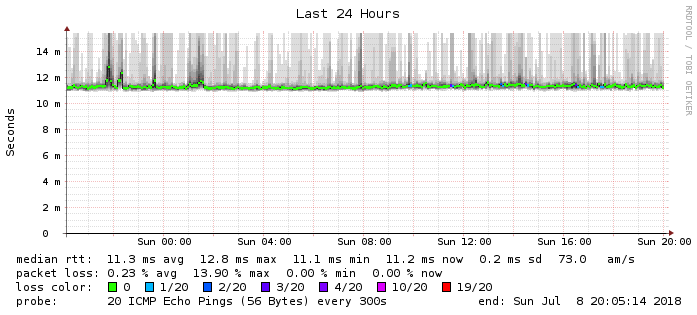 Last 24 Hours
RRDTOOL / TOBI OETIKER
Seconds
14 m
12 m
10 m
8 m
6 m
4 m
2 m
0
Sun 00:00 Sun 04:00 Sun 08:00 Sun 12:00 Sun 16:00 Sun 20:00
median rtt: 11.3 ms avg 12.8 ms max 11.1 ms min 11.2 ms now 0.2 ms sd 73.0 am/s
packet loss: 0.23 % avg 13.90 % max 0.00 % min 0.00 % now
loss color: 0 1/20 2/20 3/20 4/20 10/20 19/20
probe: 20 ICMP Echo Pings (56 Bytes) every 300s end: Sun Jul 8 20:05:14 2018